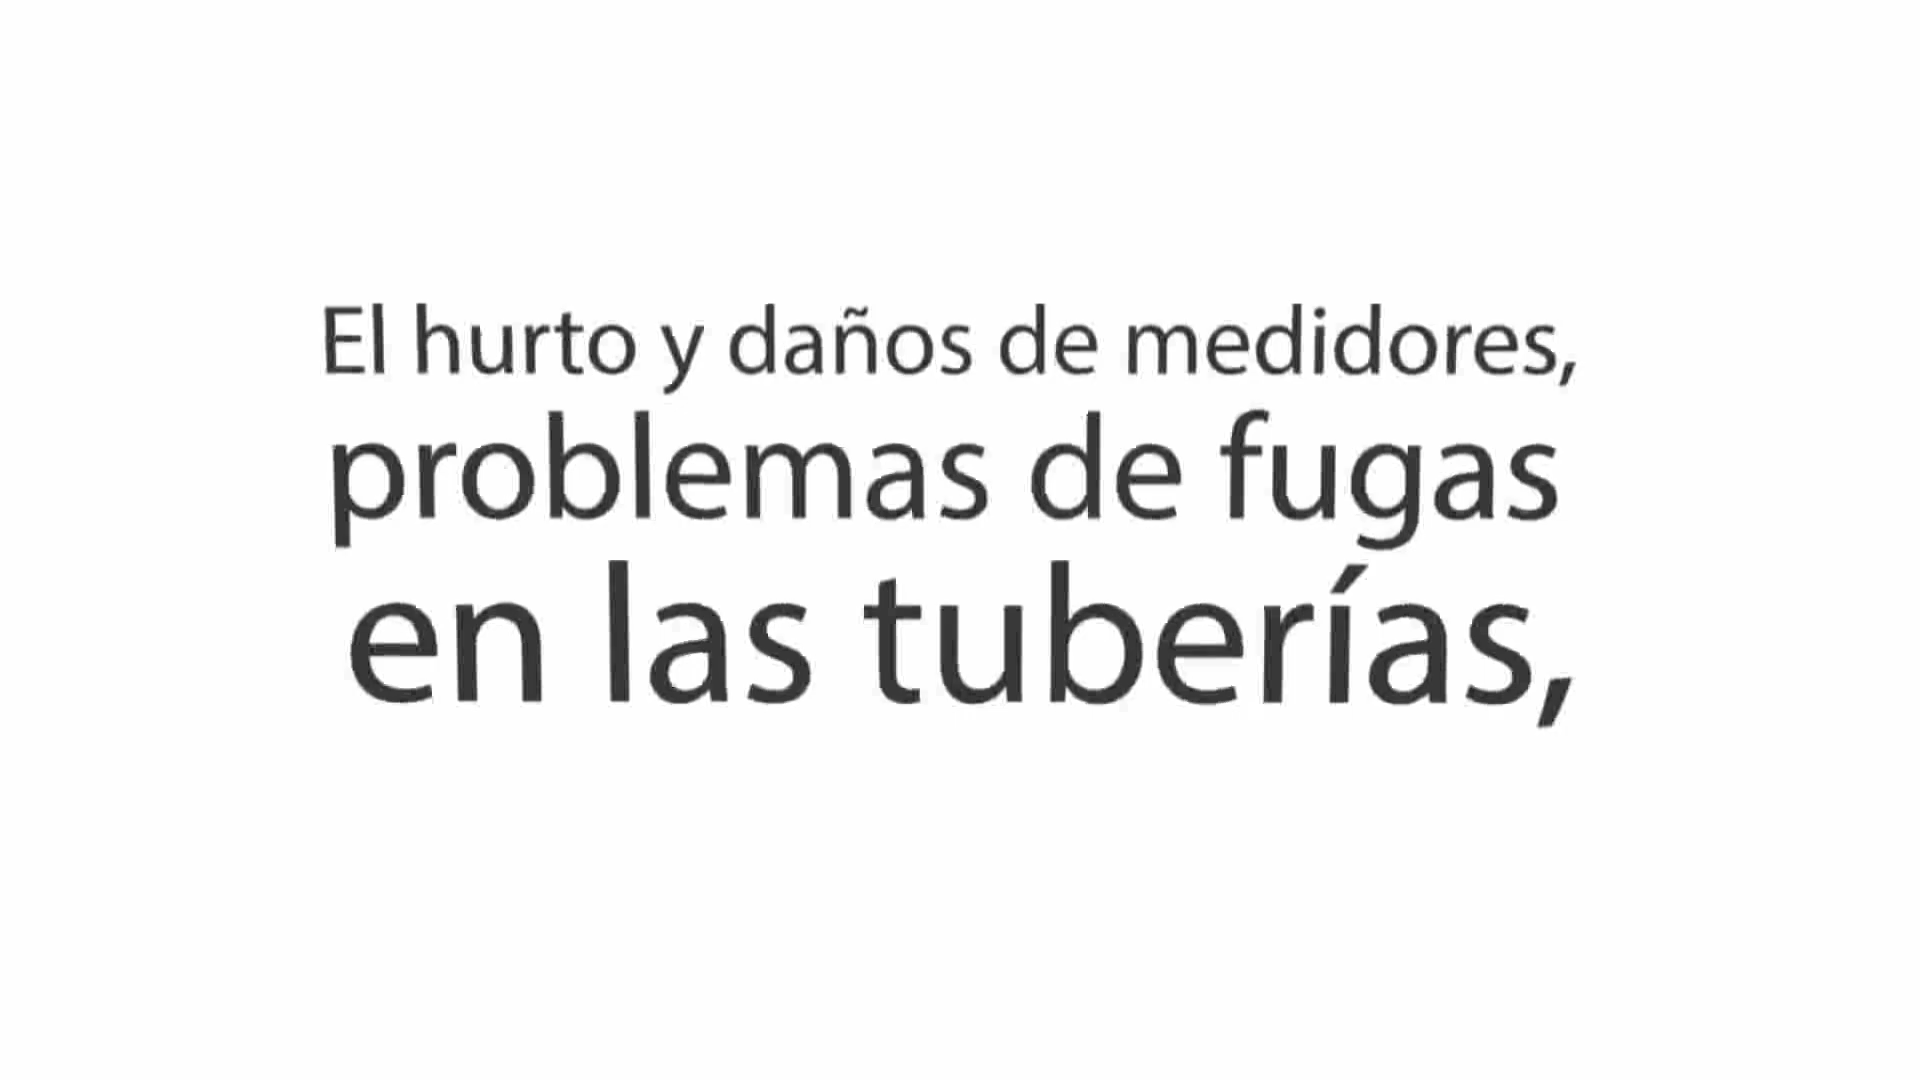 El hurto y daños de medidores,
problemas de fugas
en las tuberías,